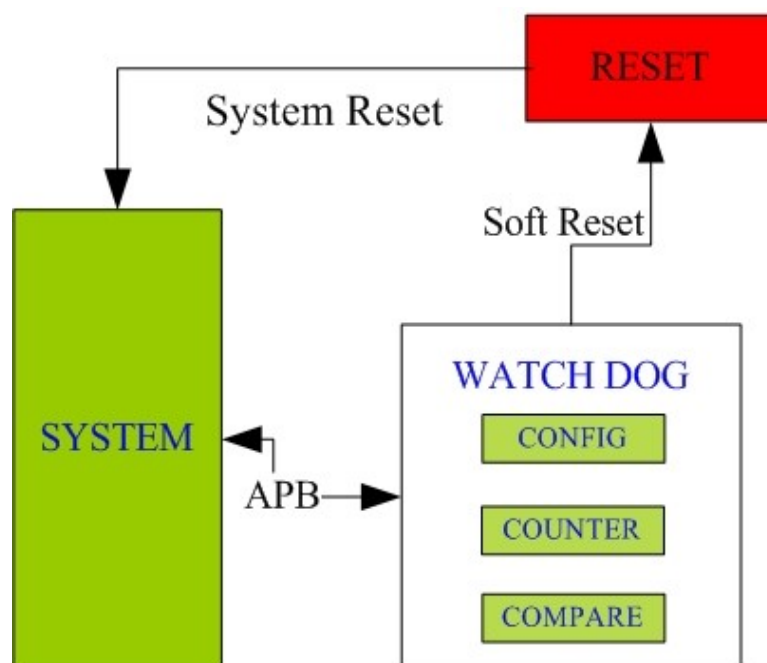 RESET
System Reset
Soft Reset
WATCH DOG
CONFIG
SYSTEM
APB
COUNTER
COMPARE